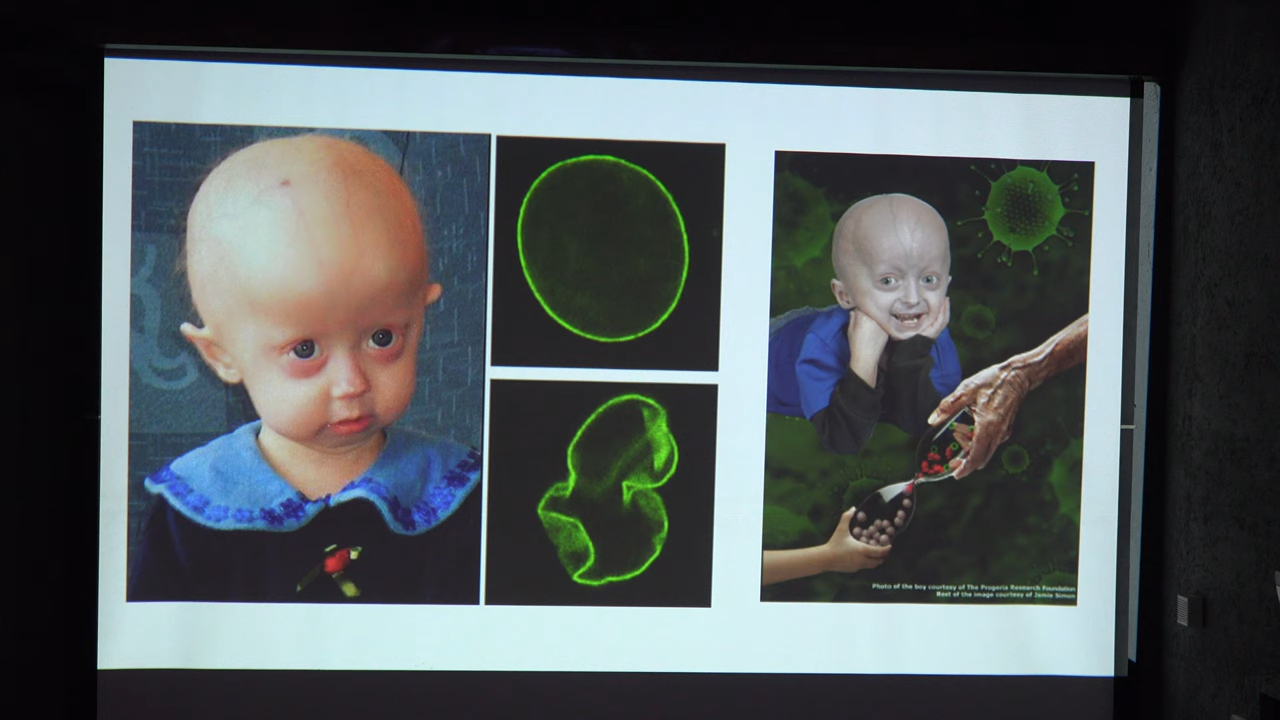 Photo of the boy courtesy of The Progeria Research Foundation
Rest of the image courtesy of Jamie Simon